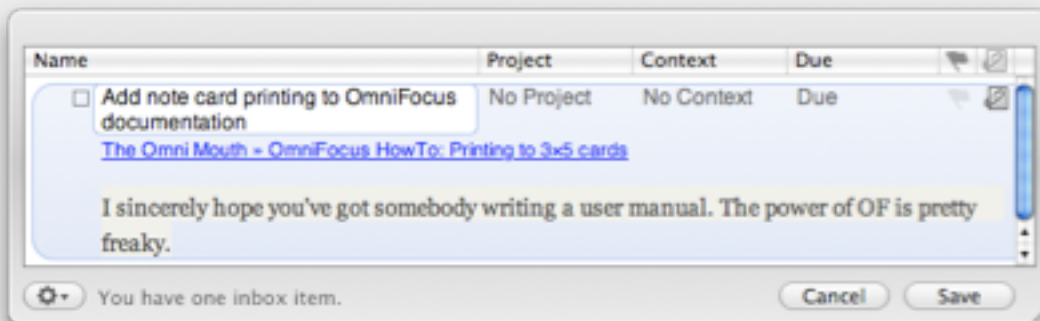 Name Project Context Due
Add note card printing to OmniFocus No Project No Context Due
documentation
The Omni Mouth » OmniFocus HowTo: Printing to 3×5 cards
I sincerely hope you've got somebody writing a user manual. The power of OF is pretty
freaky.
You have one inbox item. Cancel Save